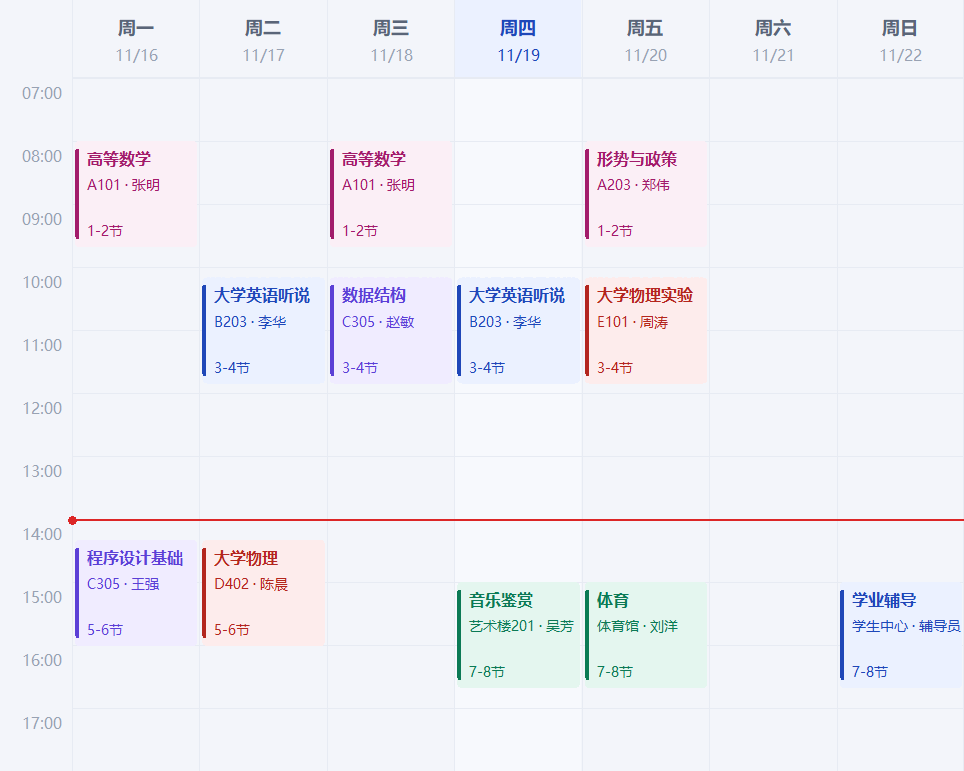 周一
11/16
周二
11/17
周三
11/18
周四
11/19
周五
11/20
周六
11/21
周日
11/22
07:00
08:00
09:00
10:00
11:00
12:00
13:00
14:00
15:00
16:00
17:00
高等数学
A101 · 张明
1-2节
程序设计基础
C305 · 王强
5-6节
大学英语听说
B203 · 李华
3-4节
大学物理
D402 · 陈晨
5-6节
高等数学
A101 · 张明
1-2节
数据结构
C305 · 赵敏
3-4节
大学英语听说
B203 · 李华
3-4节
音乐鉴赏
艺术楼201 · 吴芳
7-8节
形势与政策
A203 · 郑伟
1-2节
大学物理实验
E101 · 周涛
3-4节
体育
体育馆 · 刘洋
7-8节
学业辅导
学生中心 · 辅导员
7-8节